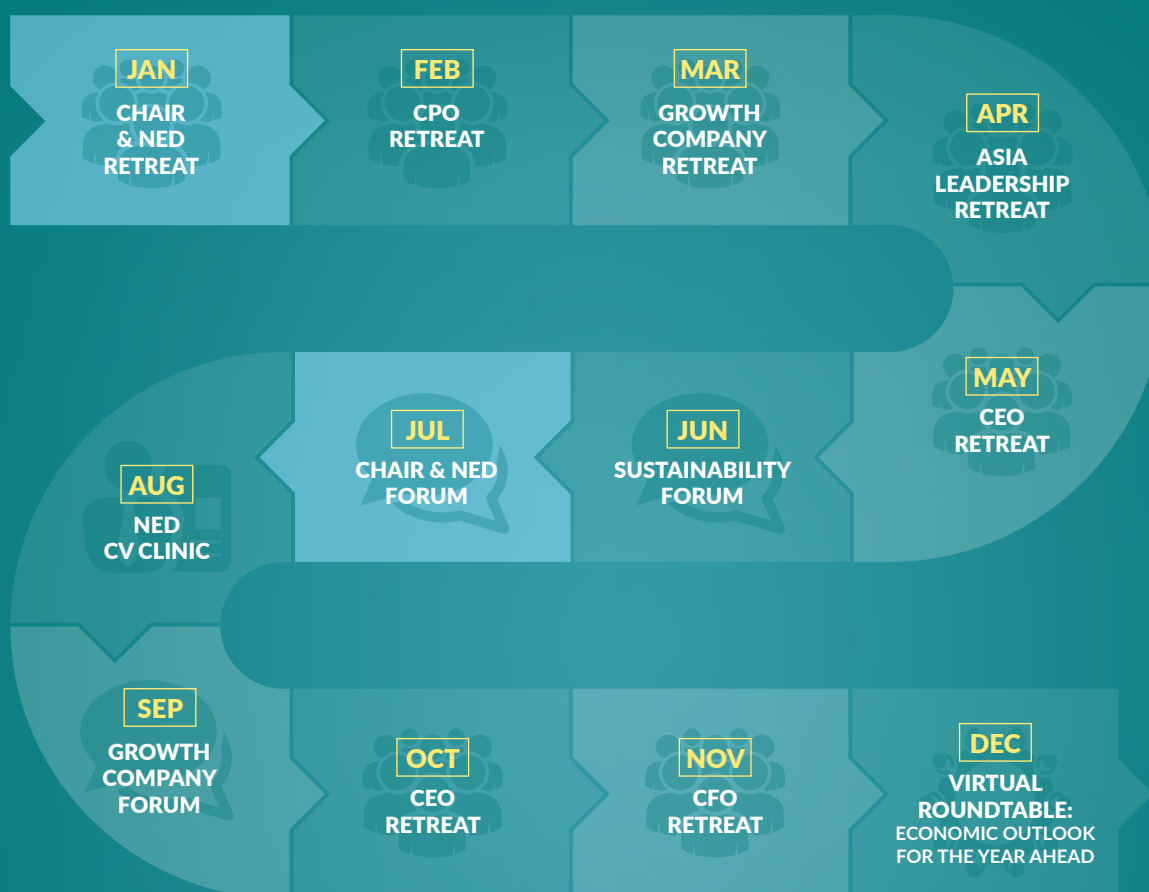 JAN
CHAIR
& NED
RETREAT
FEB
CPO
RETREAT
MAR
GROWTH
COMPANY
RETREAT
APR
ASIA
LEADERSHIP
RETREAT
MAY
CEO
RETREAT
JUN
SUSTAINABILITY
FORUM
JUL
CHAIR & NED
FORUM
AUG
NED
CV CLINIC
SEP
GROWTH
COMPANY
FORUM
OCT
CEO
RETREAT
NOV
CFO
RETREAT
DEC
VIRTUAL
ROUNDTABLE:
ECONOMIC OUTLOOK
FOR THE YEAR AHEAD